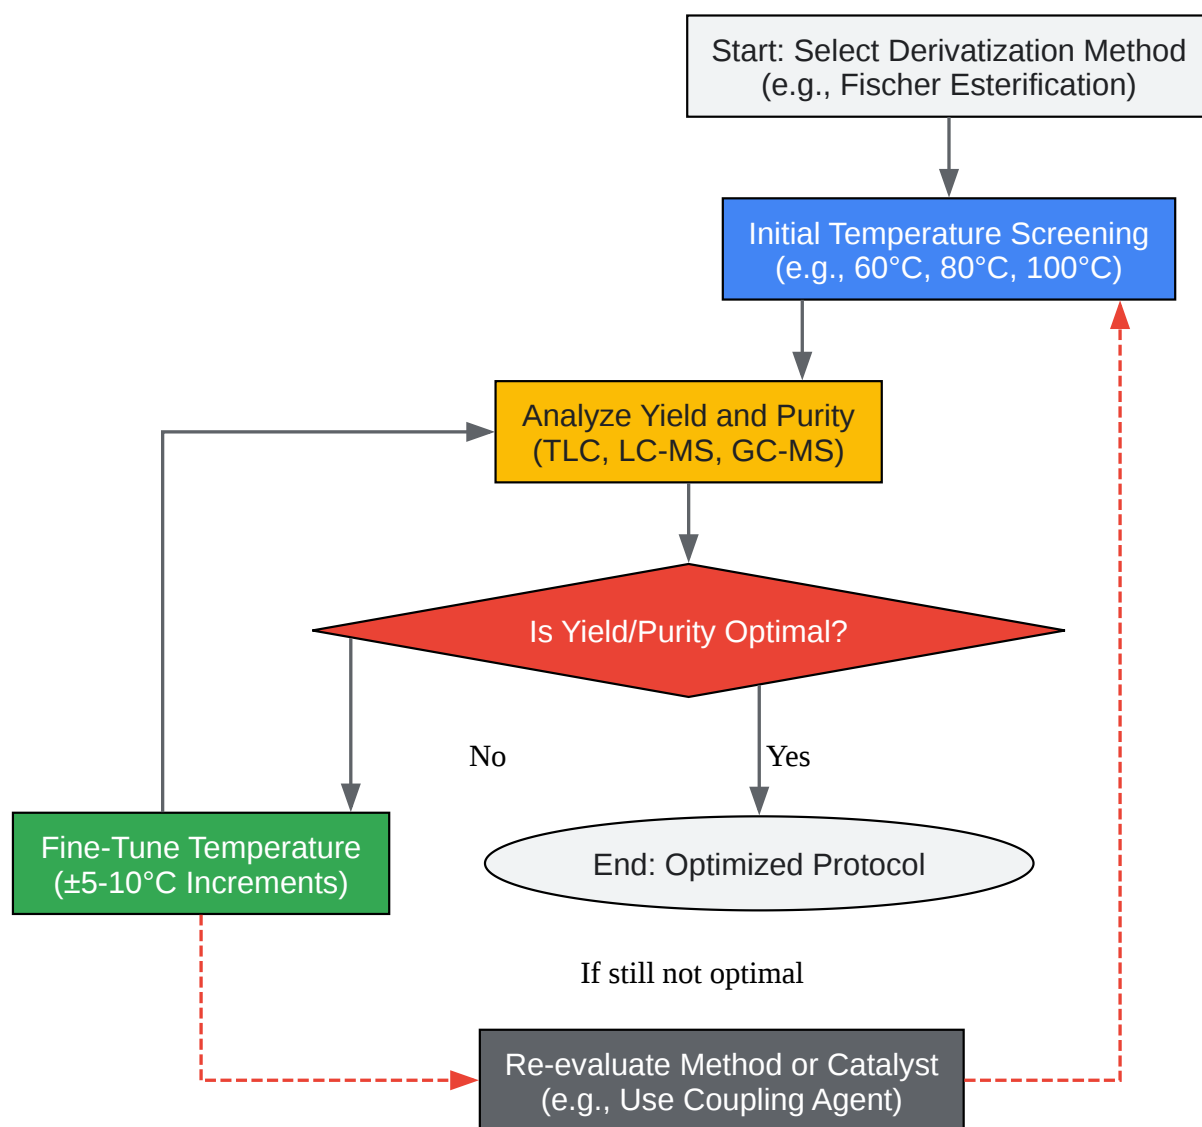 Start: Select Derivatization Method
(e.g., Fischer Esterification)
Initial Temperature Screening
(e.g., 60°C, 80°C, 100°C)
Analyze Yield and Purity
(TLC, LC-MS, GC-MS)
Is Yield/Purity Optimal?
No
Yes
Fine-Tune Temperature
(±5-10°C Increments)
End: Optimized Protocol
If still not optimal
Re-evaluate Method or Catalyst
(e.g., Use Coupling Agent)